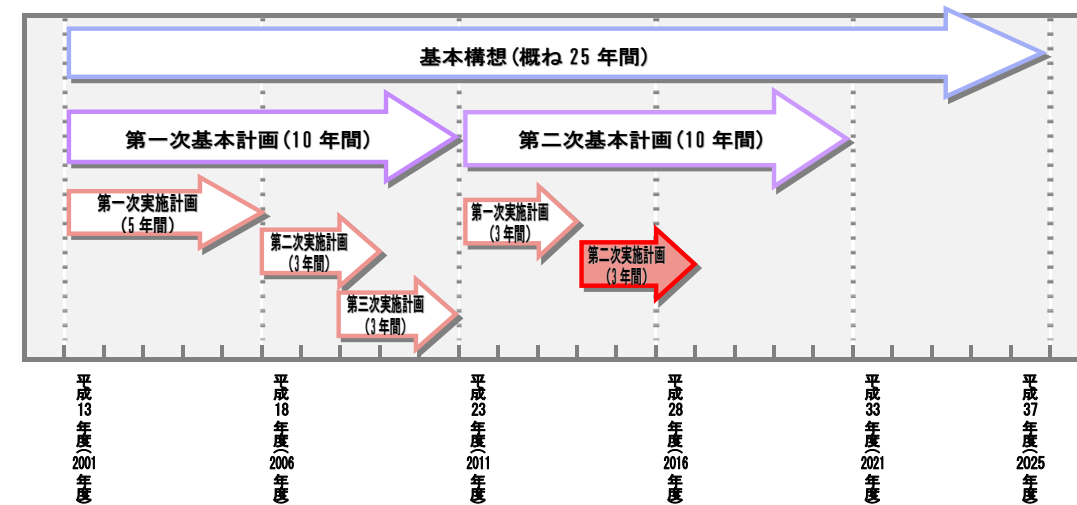 基本構想(概ね 25 年間)
第一次基本計画(10 年間)
第二次基本計画(10 年間)
第一次実施計画
(5 年間)
第二次実施計画
(3 年間)
第三次実施計画
(3 年間)
第一次実施計画
(3 年間)
第二次実施計画
(3 年間)
平成13年度(2001年度)
平成18年度(2006年度)
平成23年度(2011年度)
平成28年度(2016年度)
平成33年度(2021年度)
平成37年度(2025年度)